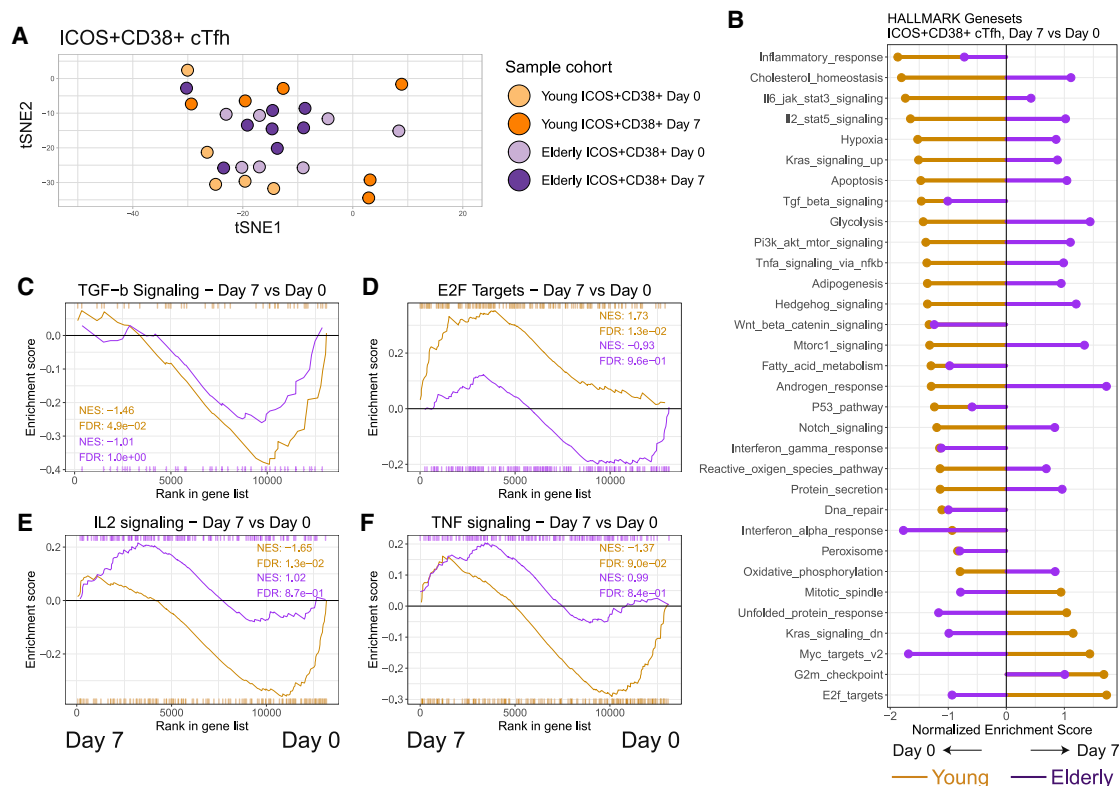 A
ICOS+CD38+ cTfh
tSNE2
0
−10
−20
−30
−40
−20
0
20
tSNE1
Sample cohort
Young ICOS+CD38+ Day 0
Young ICOS+CD38+ Day 7
Elderly ICOS+CD38+ Day 0
Elderly ICOS+CD38+ Day 7
B
HALLMARK Genesets
ICOS+CD38+ cTfh, Day 7 vs Day 0
Inflammatory_response
Cholesterol_homeostasis
Il6_jak_stat3_signaling
Il2_stat5_signaling
Hypoxia
Kras_signaling_up
Apoptosis
Tgf_beta_signaling
Glycolysis
Pi3k_akt_mtor_signaling
Tnfa_signaling_via_nfkb
Adipogenesis
Hedgehog_signaling
Wnt_beta_catenin_signaling
Mtorc1_signaling
Fatty_acid_metabolism
Androgen_response
P53_pathway
Notch_signaling
Interferon_gamma_response
Reactive_oxigen_species_pathway
Protein_secretion
Dna_repair
Interferon_alpha_response
Peroxisome
Oxidative_phosphorylation
Mitotic_spindle
Unfolded_protein_response
Kras_signaling_dn
Myc_targets_v2
G2m_checkpoint
E2f_targets
−2
−1
0
1
Normalized Enrichment Score
Day 0
Day 7
Young
Elderly
C
TGF−b Signaling − Day 7 vs Day 0
Enrichment score
0.0
−0.1
−0.2
−0.3
−0.4
NES: −1.46
FDR: 4.9e−02
NES: −1.01
FDR: 1.0e+00
0
5000
10000
Rank in gene list
D
E2F Targets − Day 7 vs Day 0
Enrichment score
0.2
0.0
−0.2
NES: 1.73
FDR: 1.3e−02
NES: −0.93
FDR: 9.6e−01
0
5000
10000
Rank in gene list
E
IL2 signaling − Day 7 vs Day 0
Enrichment score
0.2
0.0
−0.2
NES: −1.65
FDR: 1.3e−02
NES: 1.02
FDR: 8.7e−01
0
5000
10000
Rank in gene list
Day 7
Day 0
F
TNF signaling − Day 7 vs Day 0
Enrichment score
0.2
0.1
0.0
−0.1
−0.2
−0.3
NES: −1.37
FDR: 9.0e−02
NES: 0.99
FDR: 8.4e−01
0
5000
10000
Rank in gene list
Day 7
Day 0